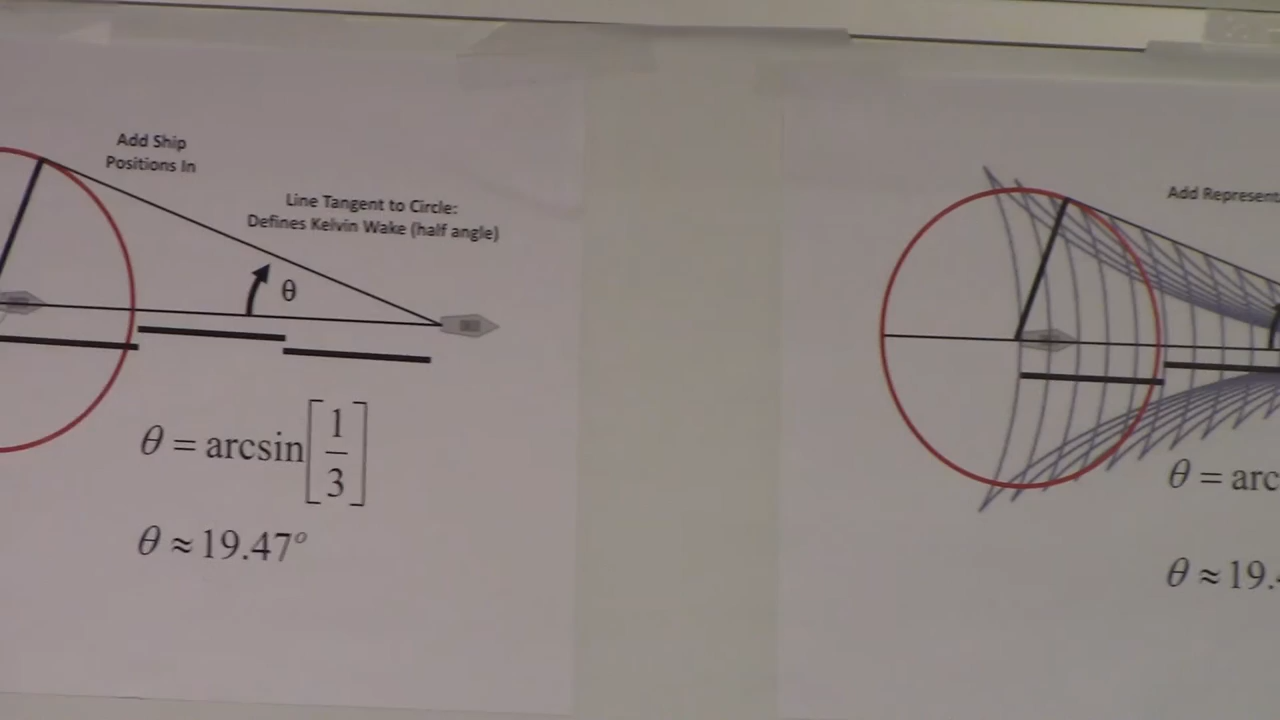 Add Ship
Positions In
Line Tangent to Circle:
Defines Kelvin Wake (half angle)
θ
θ = arcsin[1/3]
θ ≈ 19.47°
Add Represent
θ = arc
θ ≈ 19.4